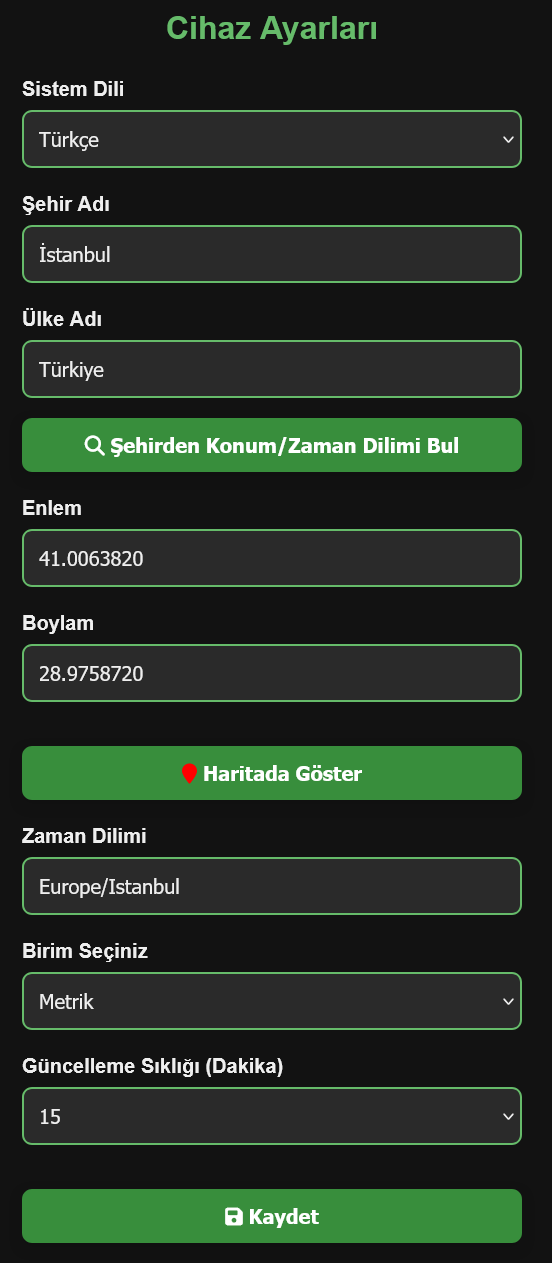 Cihaz Ayarları
Sistem Dili
Türkçe
Şehir Adı
İstanbul
Ülke Adı
Türkiye
Şehirden Konum/Zaman Dilimi Bul
Enlem
41.0063820
Boylam
28.9758720
Haritada Göster
Zaman Dilimi
Europe/Istanbul
Birim Seçiniz
Metrik
Güncelleme Sıklığı (Dakika)
15
Kaydet